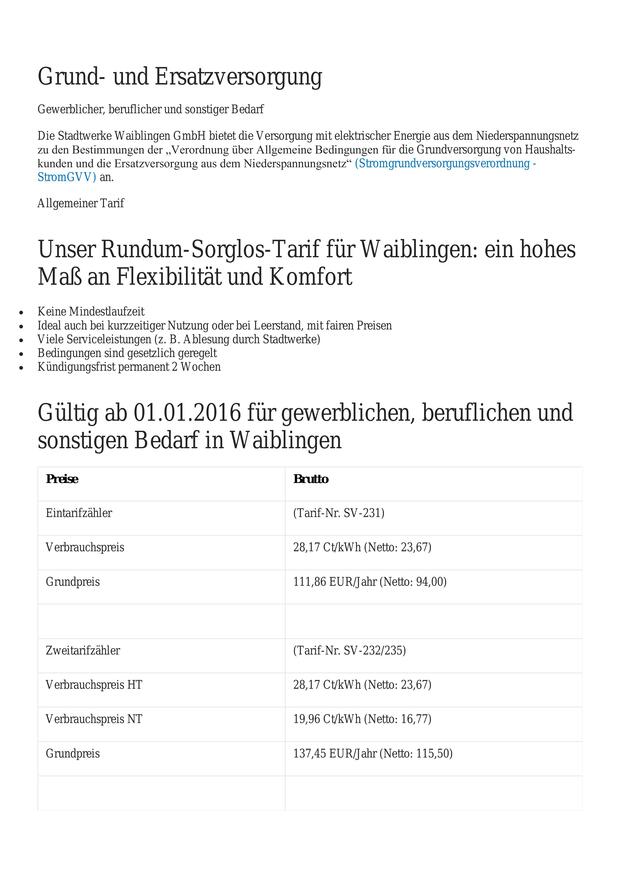 Grund- und Ersatzversorgung
Gewerblicher, beruflicher und sonstiger Bedarf
Die Stadtwerke Waiblingen GmbH bietet die Versorgung mit elektrischer Energie aus dem Niederspannungsnetz
zu den Bestimmungen der „Verordnung über Allgemeine Bedingungen für die Grundversorgung von Haushalts-
kunden und die Ersatzversorgung aus dem Niederspannungsnetz“ (Stromgrundversorgungsverordnung -
StromGVV) an.
Allgemeiner Tarif
Unser Rundum-Sorglos-Tarif für Waiblingen: ein hohes
Maß an Flexibilität und Komfort
• Keine Mindestlaufzeit
• Ideal auch bei kurzzeitiger Nutzung oder bei Leerstand, mit fairen Preisen
• Viele Serviceleistungen (z. B. Ablesung durch Stadtwerke)
• Bedingungen sind gesetzlich geregelt
• Kündigungsfrist permanent 2 Wochen
Gültig ab 01.01.2016 für gewerblichen, beruflichen und
sonstigen Bedarf in Waiblingen
Preise Brutto
Eintarifzähler (Tarif-Nr. SV-231)
Verbrauchspreis 28,17 Ct/kWh (Netto: 23,67)
Grundpreis 111,86 EUR/Jahr (Netto: 94,00)
Zweitarifzähler (Tarif-Nr. SV-232/235)
Verbrauchspreis HT 28,17 Ct/kWh (Netto: 23,67)
Verbrauchspreis NT 19,96 Ct/kWh (Netto: 16,77)
Grundpreis 137,45 EUR/Jahr (Netto: 115,50)